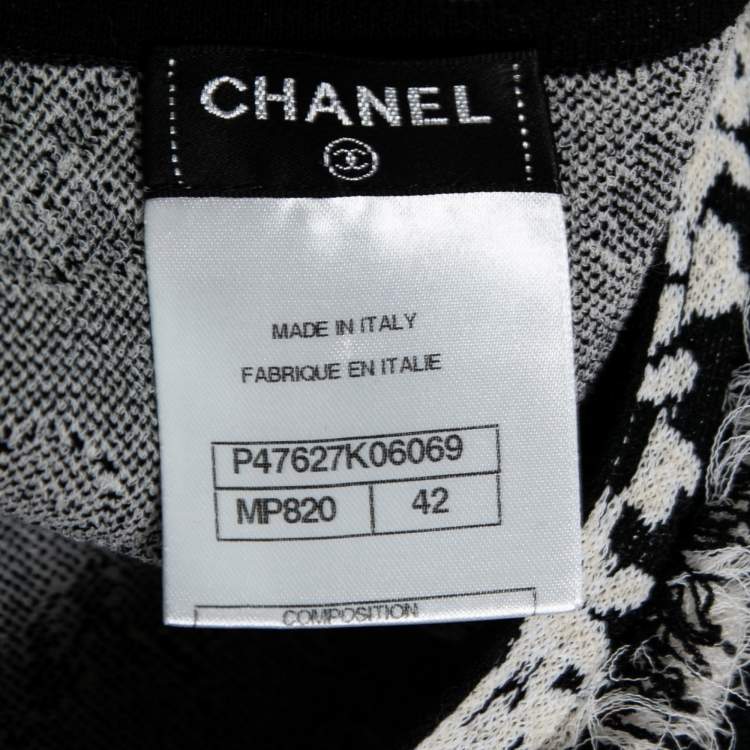 CHANEL
MADE IN ITALY
FABRIQUE EN ITALIE
P47627K06069
MP820 42
COMPOSITION